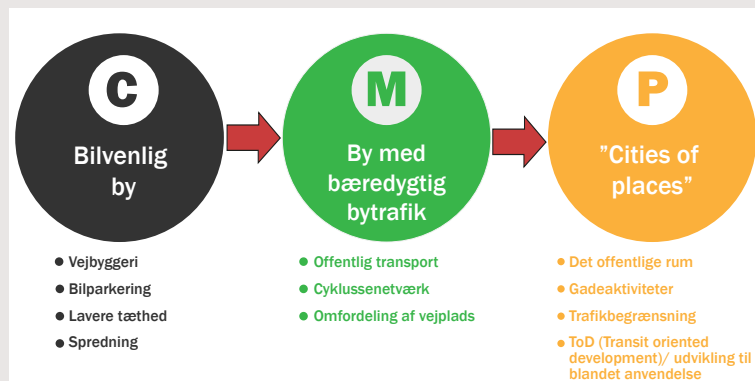 C
Bilvenlig
by
Vejbyggeri
Bilparkering
Lavere tæthed
Spredning
M
By med
bæredygtig
bytrafik
Offentlig transport
Cyklussenetværk
Omfordeling af vejplads
P
”Cities of
places”
Det offentlige rum
Gadeaktiviteter
Trafikbegrænsning
ToD (Transit oriented
development)/ udvikling til
blandet anvendelse